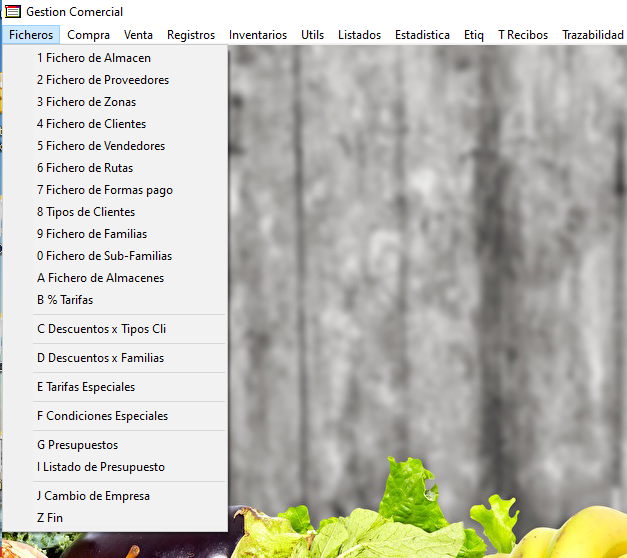 Gestion Comercial
Ficheros Compra Venta Registros Inventarios Utils Listados Estadistica Etiq T Recibos Trazabilidad
1 Fichero de Almacen
2 Fichero de Proveedores
3 Fichero de Zonas
4 Fichero de Clientes
5 Fichero de Vendedores
6 Fichero de Rutas
7 Fichero de Formas pago
8 Tipos de Clientes
9 Fichero de Familias
0 Fichero de Sub-Familias
A Fichero de Almacenes
B % Tarifas
C Descuentos x Tipos Cli
D Descuentos x Familias
E Tarifas Especiales
F Condiciones Especiales
G Presupuestos
I Listado de Presupuesto
J Cambio de Empresa
Z Fin